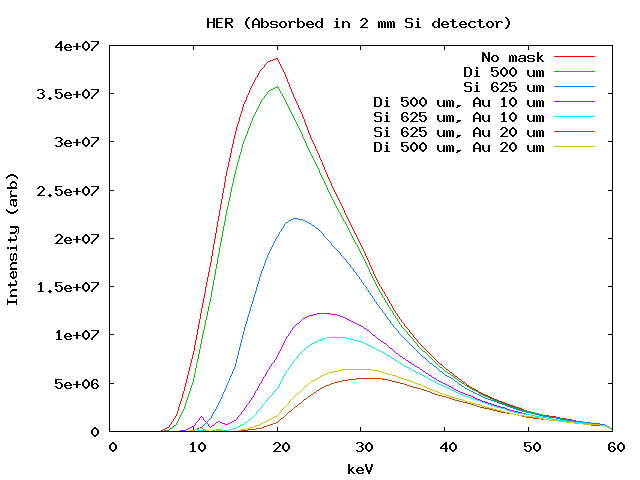 HER (Absorbed in 2 mm Si detector)
4e+07
3.5e+07
3e+07
2.5e+07
2e+07
1.5e+07
1e+07
5e+06
0
Intensity (arb)
No mask
Di 500 um
Si 625 um
Di 500 um, Au 10 um
Si 625 um, Au 10 um
Si 625 um, Au 20 um
Di 500 um, Au 20 um
0 10 20 30 40 50 60
keV